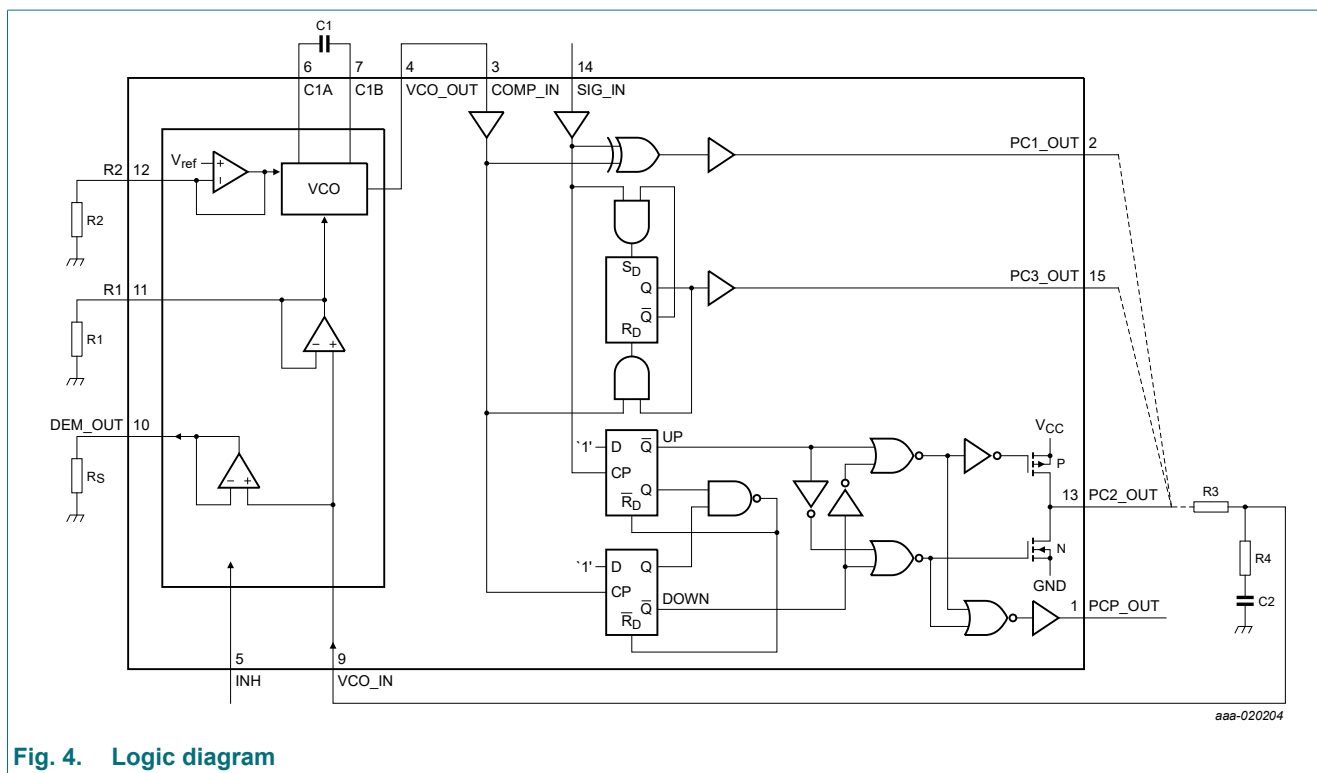 C1
6 7 4 3 14
C1A C1B VCO_OUT COMP_IN SIG_IN
PC1_OUT 2
R2 12
Vref
+
−
VCO
R2
SD
Q
Q
RD
PC3_OUT 15
R1 11
R1
− +
DEM_OUT 10
RS
− +
'1' D Q UP
CP
Q
RD
VCC
P
13 PC2_OUT
R3
N
GND
R4
C2
'1' D Q
CP
Q DOWN
RD
1 PCP_OUT
5 9
INH VCO_IN
aaa-020204
Fig. 4. Logic diagram